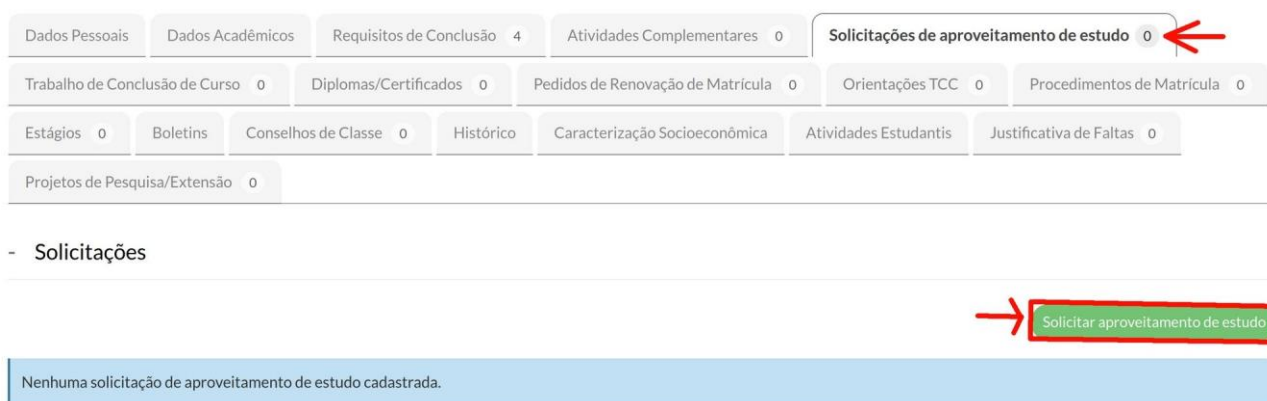 Dados Pessoais Dados Acadêmicos Requisitos de Conclusão 4 Atividades Complementares 0 Solicitações de aproveitamento de estudo 0
Trabalho de Conclusão de Curso 0 Diplomas/Certificados 0 Pedidos de Renovação de Matrícula 0 Orientações TCC 0 Procedimentos de Matrícula 0
Estágios 0 Boletins Conselhos de Classe 0 Histórico Caracterização Socioeconômica Atividades Estudantis Justificativa de Faltas 0
Projetos de Pesquisa/Extensão 0
- Solicitações
Solicitar aproveitamento de estudo
Nenhuma solicitação de aproveitamento de estudo cadastrada.